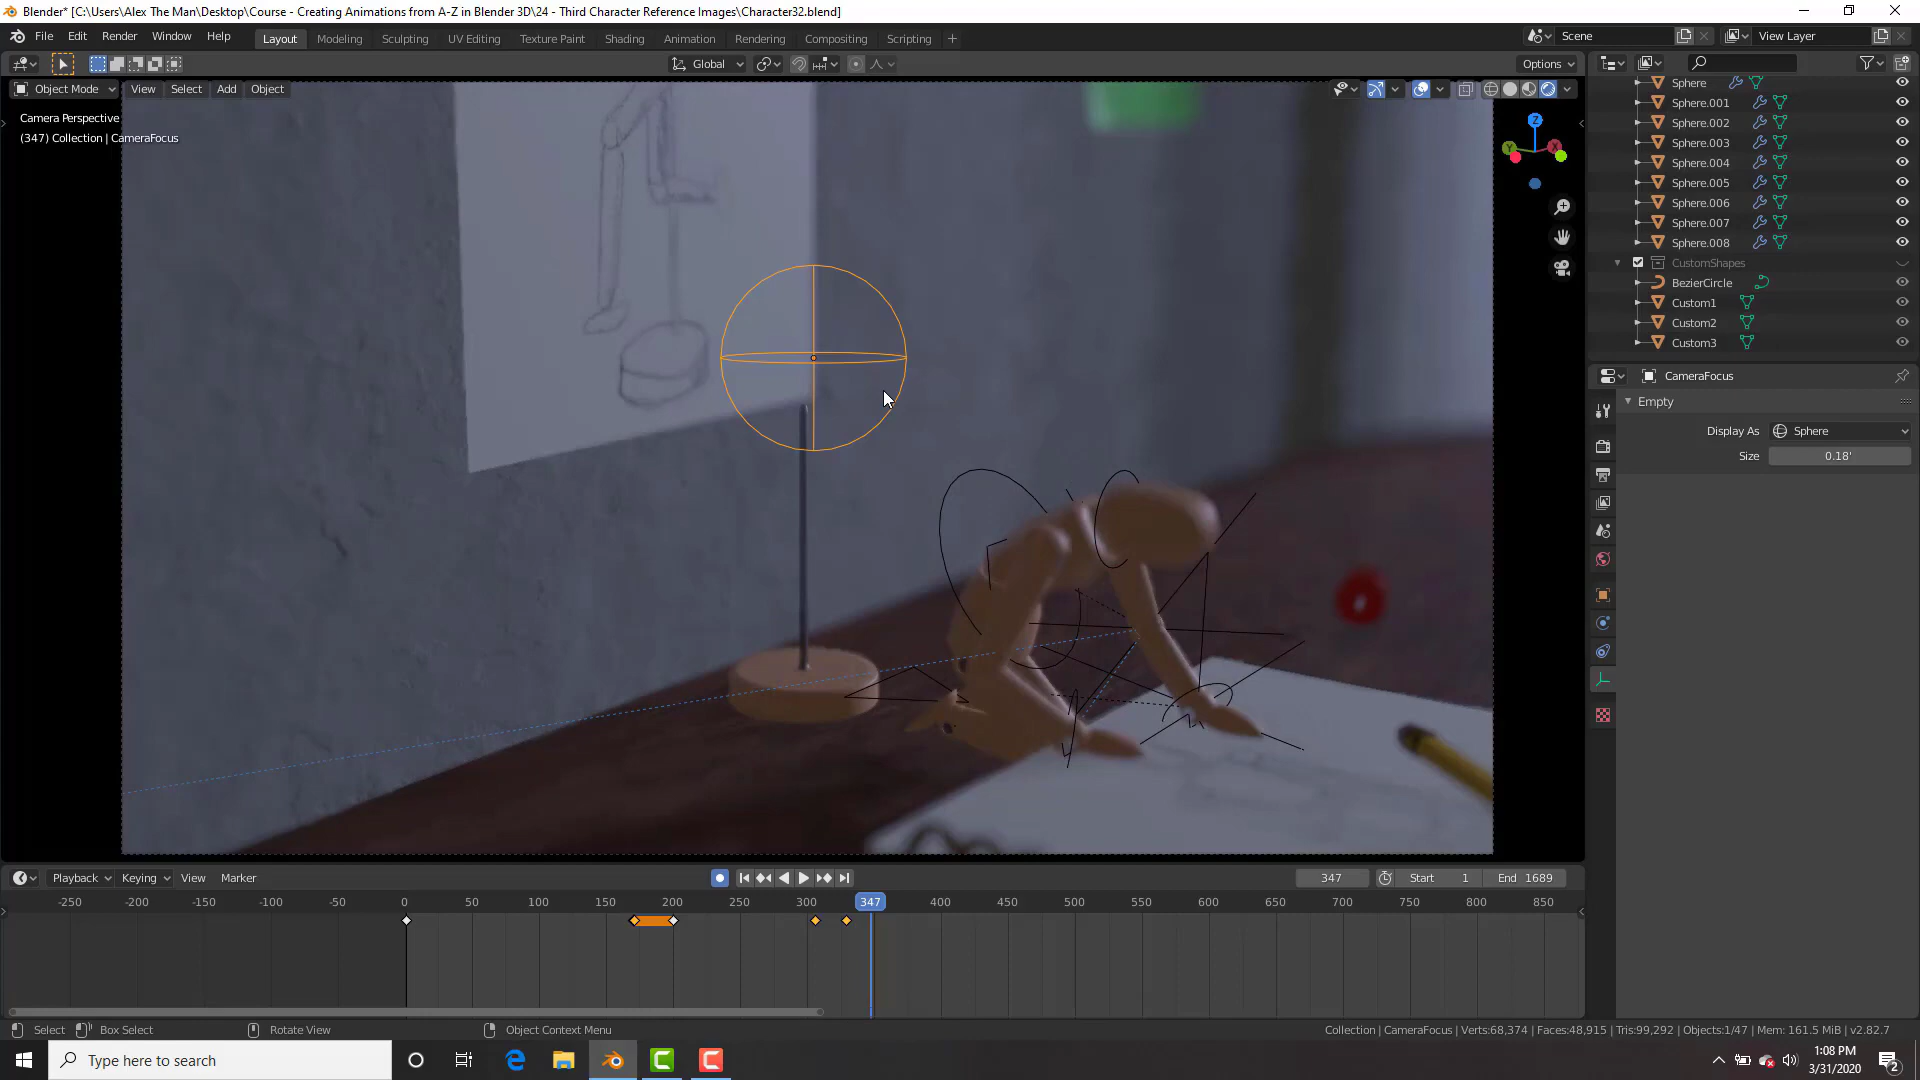 Blender* [C:\Users\Alex The Man\Desktop\Course - Creating Animations from A-Z in Blender 3D\24 - Third Character Reference Images\Character32.blend]
File Edit Render Window Help Layout Modeling Sculpting UV Editing Texture Paint Shading Animation Rendering Compositing Scripting + Scene View Layer
Global Options
Object Mode View Select Add Object
Camera Perspective
(347) Collection | CameraFocus
Z
Y
X
Sphere
Sphere.001
Sphere.002
Sphere.003
Sphere.004
Sphere.005
Sphere.006
Sphere.007
Sphere.008
CustomShapes
BezierCircle
Custom1
Custom2
Custom3
CameraFocus
Empty
Display As Sphere
Size 0.18'
Playback Keying View Marker 347 Start 1 End 1689
-250 -200 -150 -100 -50 0 50 100 150 200 250 300 347 400 450 500 550 600 650 700 750 800 850
Select Box Select Rotate View Object Context Menu Collection | CameraFocus | Verts:68,374 | Faces:48,915 | Tris:99,292 | Objects:1/47 | Mem: 161.5 MiB | v2.82.7
Type here to search
1:08 PM
3/31/2020
2